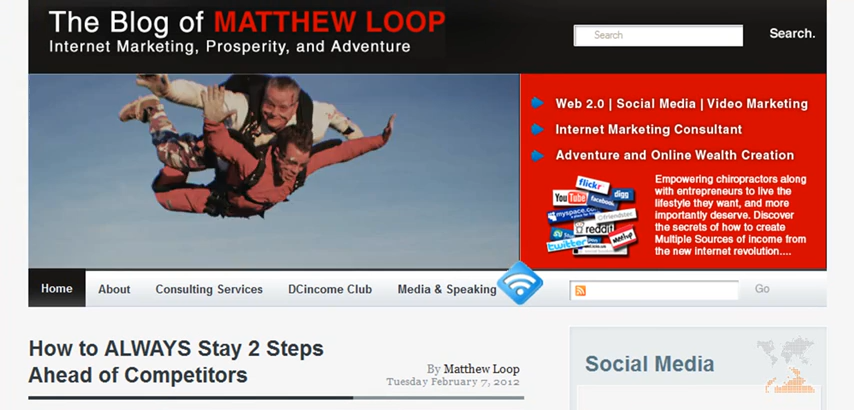 The Blog of MATTHEW LOOP
Internet Marketing, Prosperity, and Adventure
Search
Search.
Web 2.0 | Social Media | Video Marketing
Internet Marketing Consultant
Adventure and Online Wealth Creation
flickr
digg
You Tube
facebook
myspace.com
friendster
reddit
twitter
meetup
Empowering chiropractors along
with entrepreneurs to live the
lifestyle they want, and more
importantly deserve. Discover
the secrets of how to create
Multiple Sources of income from
the new internet revolution....
Home
About
Consulting Services
DCincome Club
Media & Speaking
Go
How to ALWAYS Stay 2 Steps
Ahead of Competitors
By Matthew Loop
Tuesday February 7, 2012
Social Media